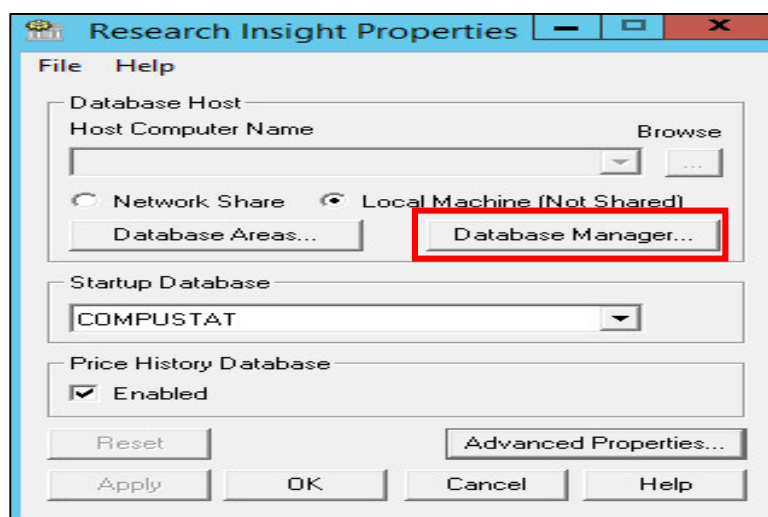 Research Insight Properties
File Help
Database Host
Host Computer Name Browse
...
Network Share Local Machine (Not Shared)
Database Areas... Database Manager...
Startup Database
COMPUSTAT
Price History Database
Enabled
Reset Advanced Properties...
Apply OK Cancel Help